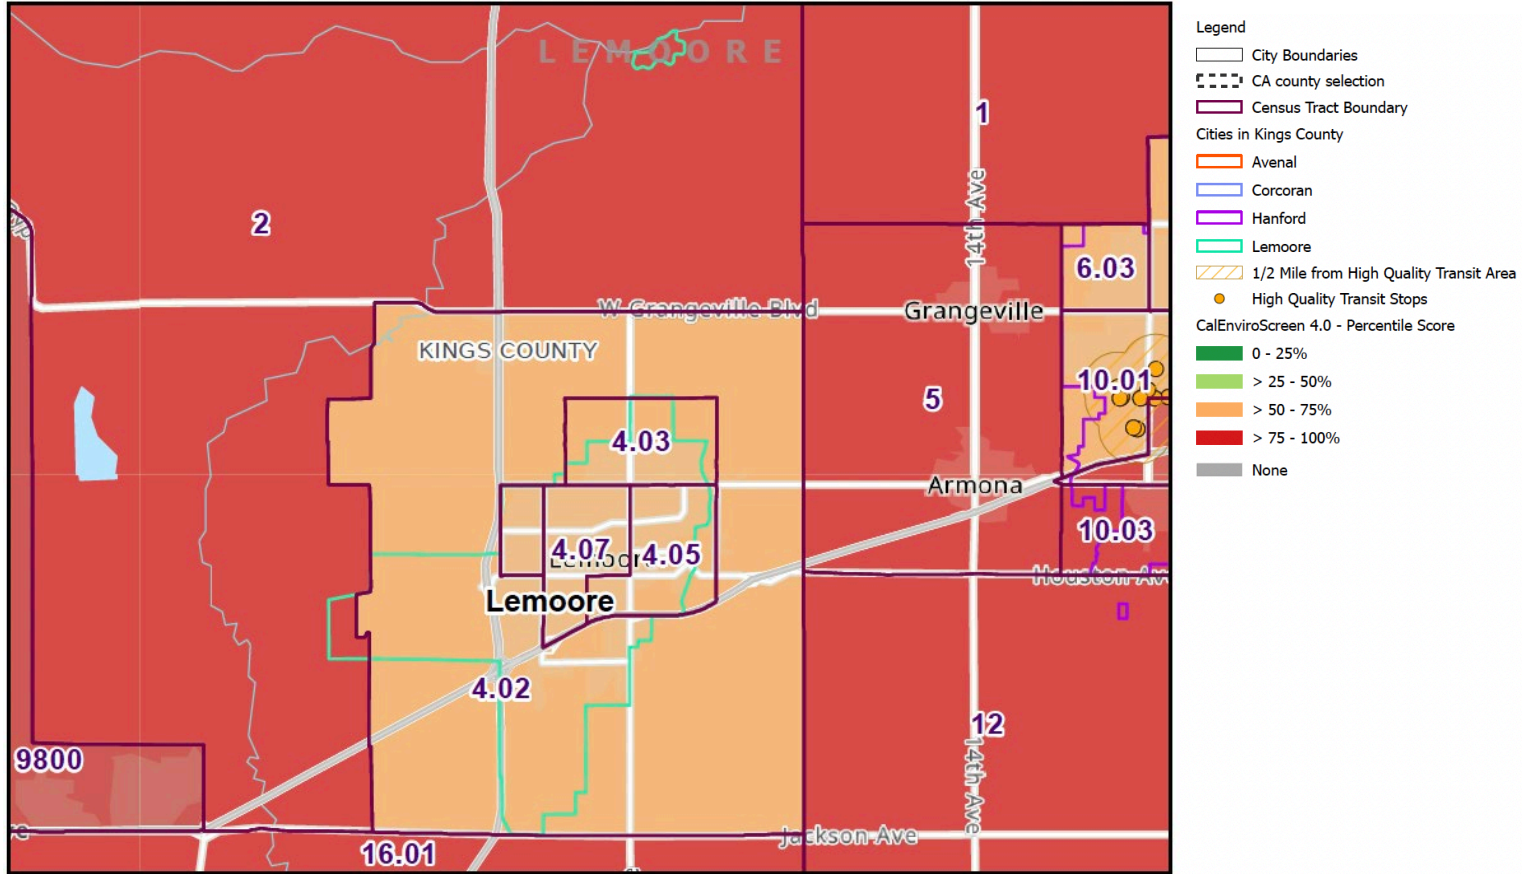 LEMOORE
1
14th Ave
2
6.03
W Grangeville Blvd
Grangeville
KINGS COUNTY
10.01
5
4.03
Armona
10.03
4.07
4.05
Lemoor
Houston Av
Lemoore
4.02
12
9800
14th Ave
Jackson Ave
16.01
Legend
City Boundaries
CA county selection
Census Tract Boundary
Cities in Kings County
Avenal
Corcoran
Hanford
Lemoore
1/2 Mile from High Quality Transit Area
High Quality Transit Stops
CalEnviroScreen 4.0 - Percentile Score
0 - 25%
> 25 - 50%
> 50 - 75%
> 75 - 100%
None